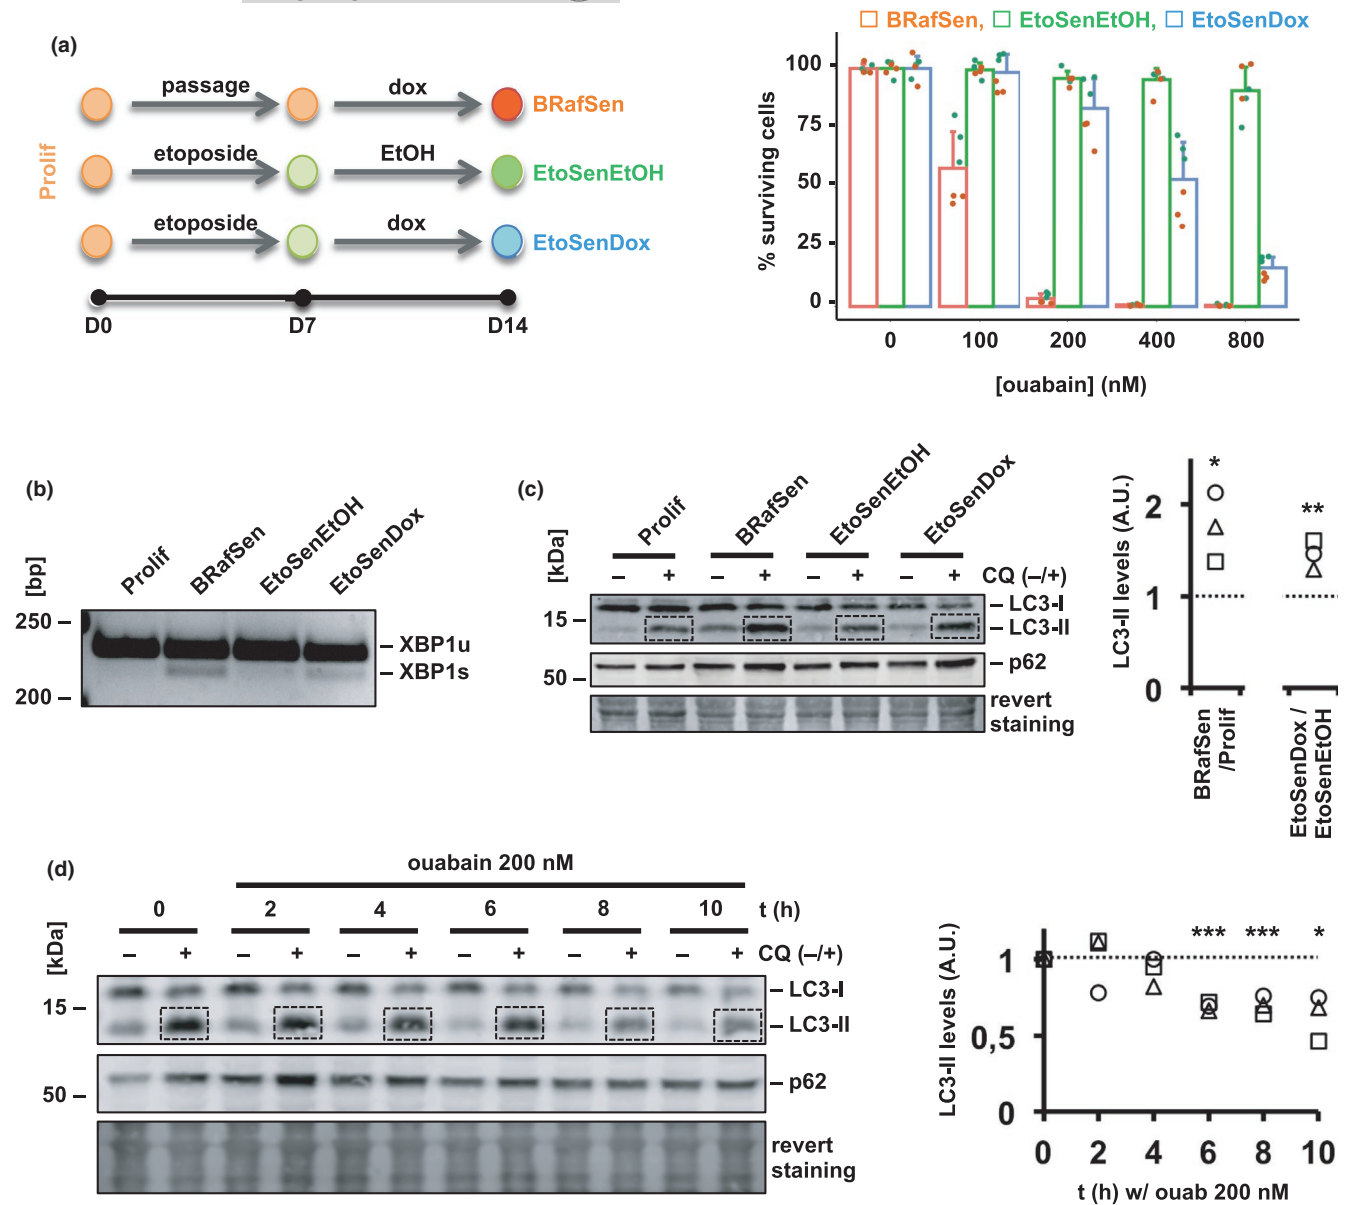 (a)
passage
dox
BRafSen
Prolif
etoposide
EtOH
EtoSenEtOH
etoposide
dox
EtoSenDox
D0
D7
D14
BRafSen, EtoSenEtOH, EtoSenDox
% surviving cells
100
75
50
25
0
0 100 200 400 800
[ouabain] (nM)
(b)
[bp]
Prolif
BRafSen
EtoSenEtOH
EtoSenDox
250 –
200 –
– XBP1u
– XBP1s
(c)
[kDa]
Prolif
BRafSen
EtoSenEtOH
EtoSenDox
– + – + – + – + CQ (–/+)
15 –
50 –
– LC3-I
– LC3-II
– p62
revert
staining
LC3-II levels (A.U.)
2
1
0
*
**
BRafSen
/Prolif
EtoSenDox /
EtoSenEtOH
(d)
ouabain 200 nM
0 2 4 6 8 10 t (h)
[kDa]
– + – + – + – + – + – + CQ (–/+)
15 –
50 –
– LC3-I
– LC3-II
– p62
revert
staining
LC3-II levels (A.U.)
1
0,5
0
*** *** *
0 2 4 6 8 10
t (h) w/ ouab 200 nM